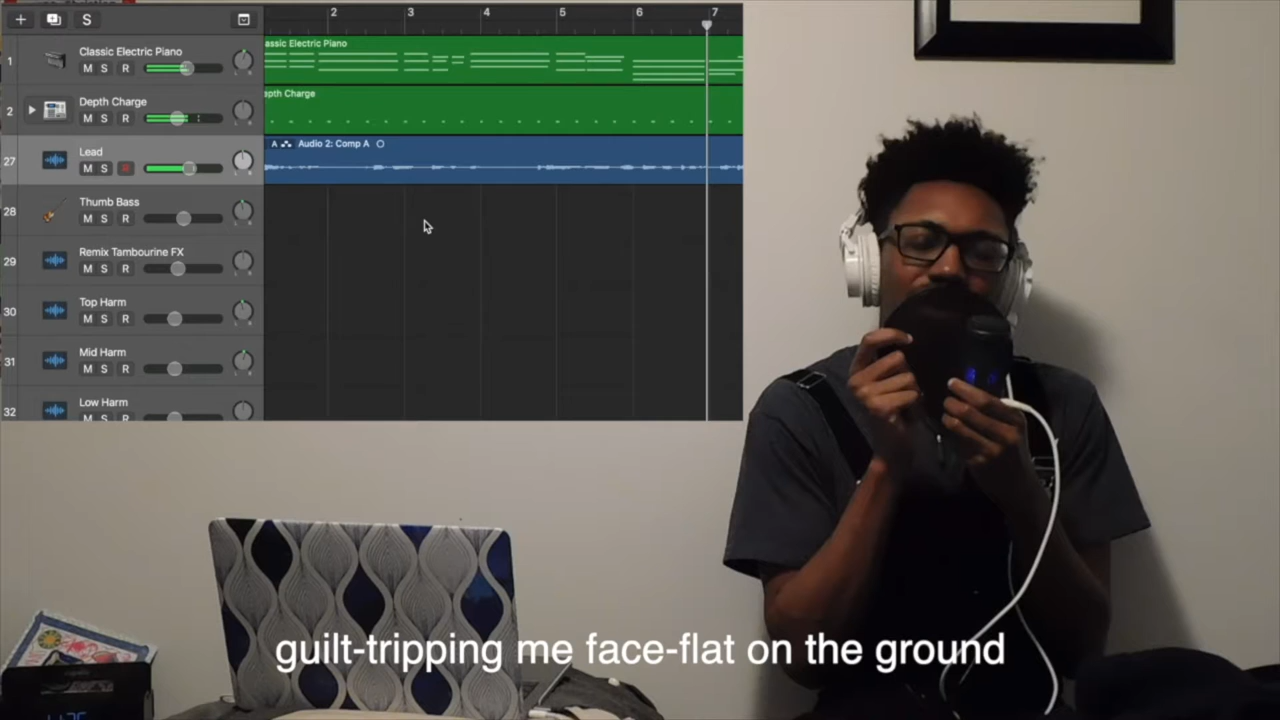 S
2 3 4 5 6 7
1 Classic Electric Piano
M S R
assic Electric Piano
2 Depth Charge
M S R
epth Charge
27 Lead
M S R
A Audio 2: Comp A
28 Thumb Bass
M S R
29 Remix Tambourine FX
M S R
30 Top Harm
M S R
31 Mid Harm
M S R
32 Low Harm
M S R
guilt-tripping me face-flat on the ground